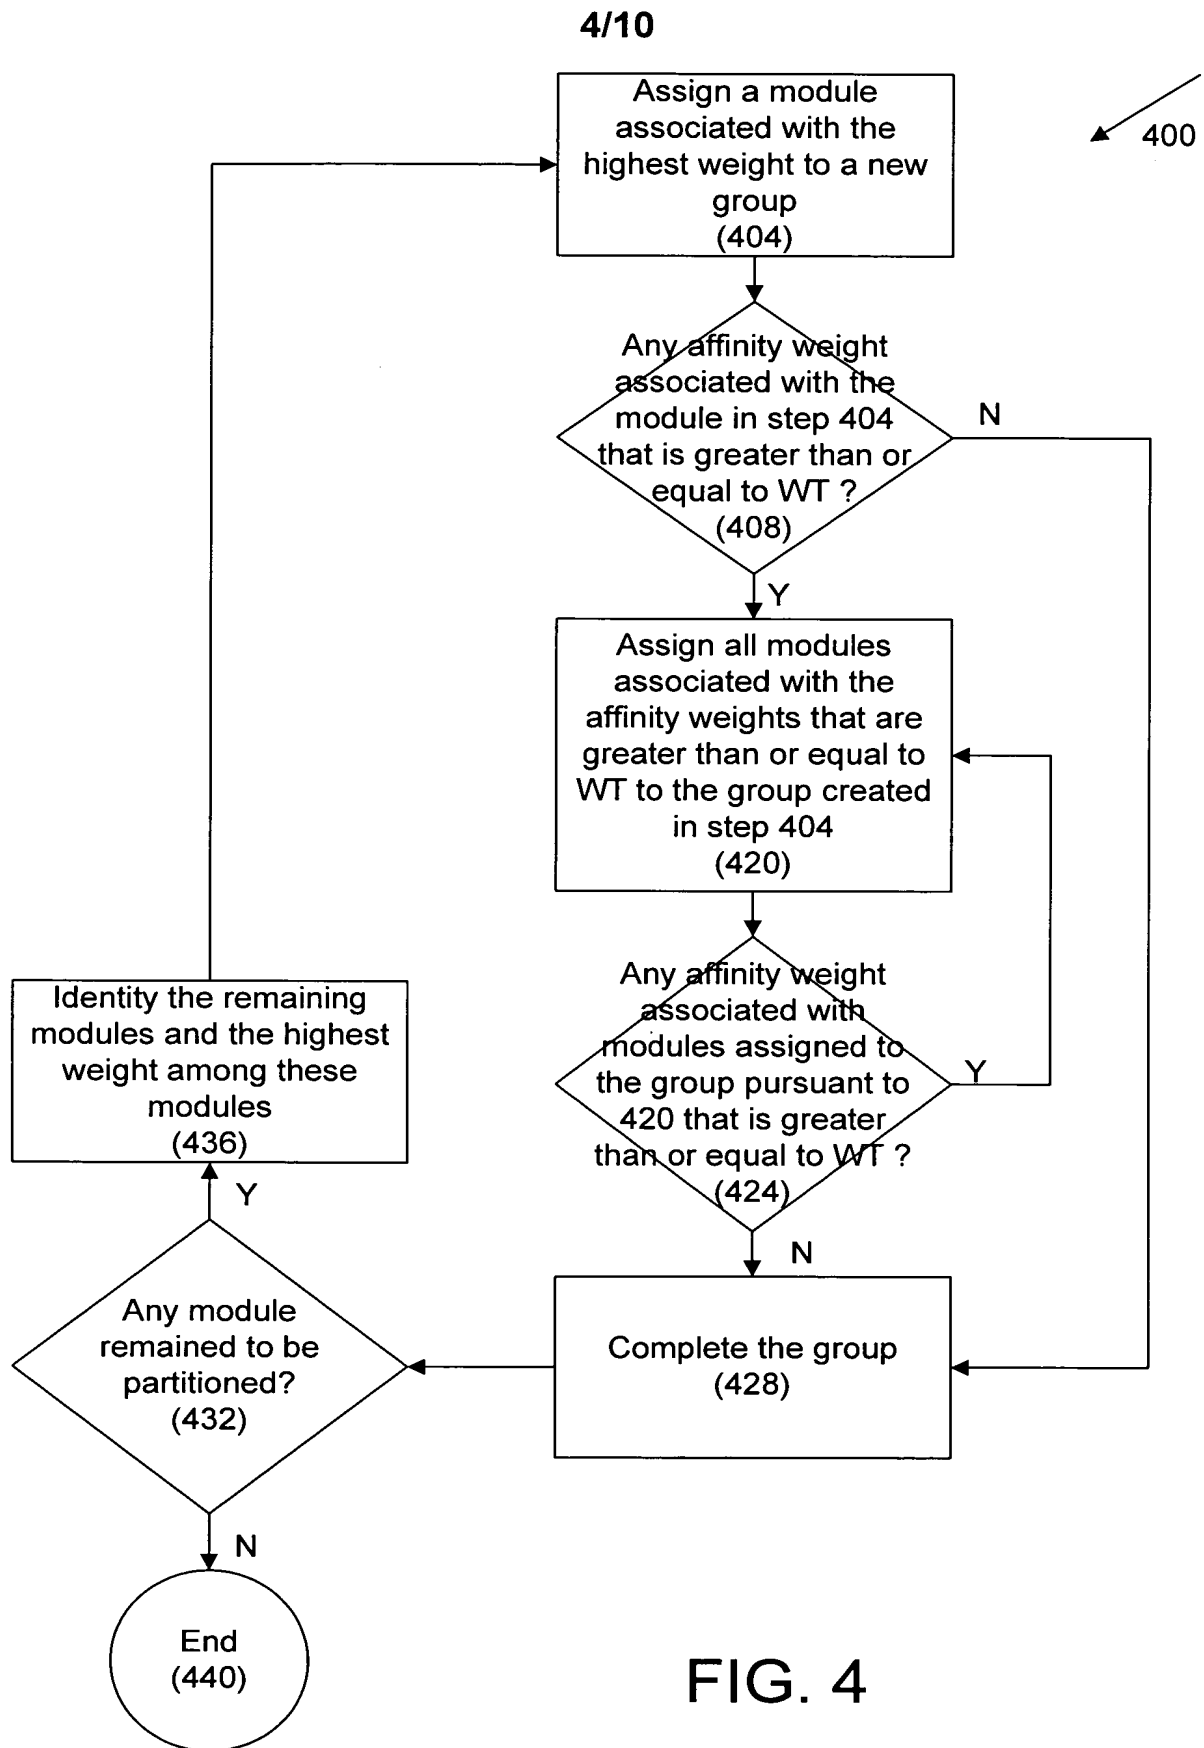 4/10
Assign a module
associated with the
highest weight to a new
group
(404)
400
Any affinity weight
associated with the
module in step 404
that is greater than or
equal to WT ?
(408)
N
Y
Assign all modules
associated with the
affinity weights that are
greater than or equal to
WT to the group created
in step 404
(420)
Any affinity weight
associated with
modules assigned to
the group pursuant to
420 that is greater
than or equal to WT ?
(424)
Y
N
Identity the remaining
modules and the highest
weight among these
modules
(436)
Y
Any module
remained to be
partitioned?
(432)
Complete the group
(428)
N
End
(440)
FIG. 4